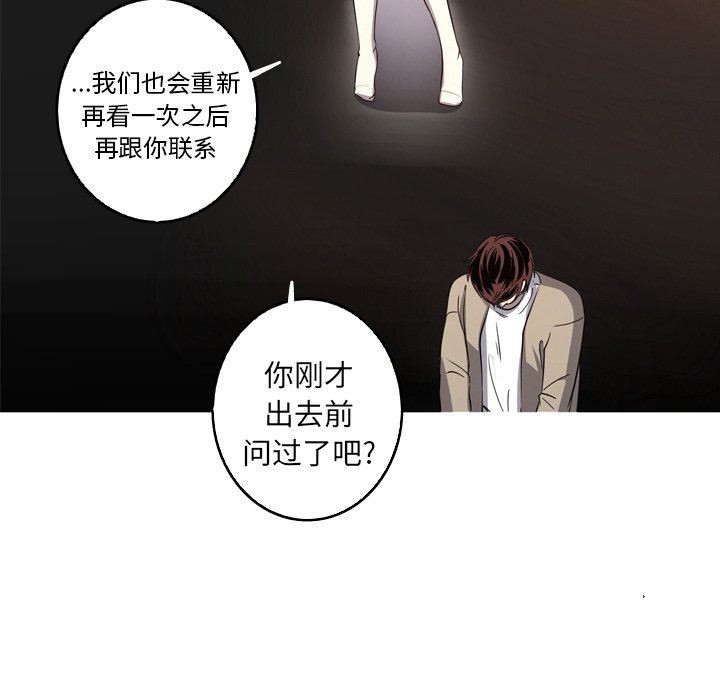 ...我们也会重新
再看一次之后
再跟你联系
你刚才
出去前
问过了吧?